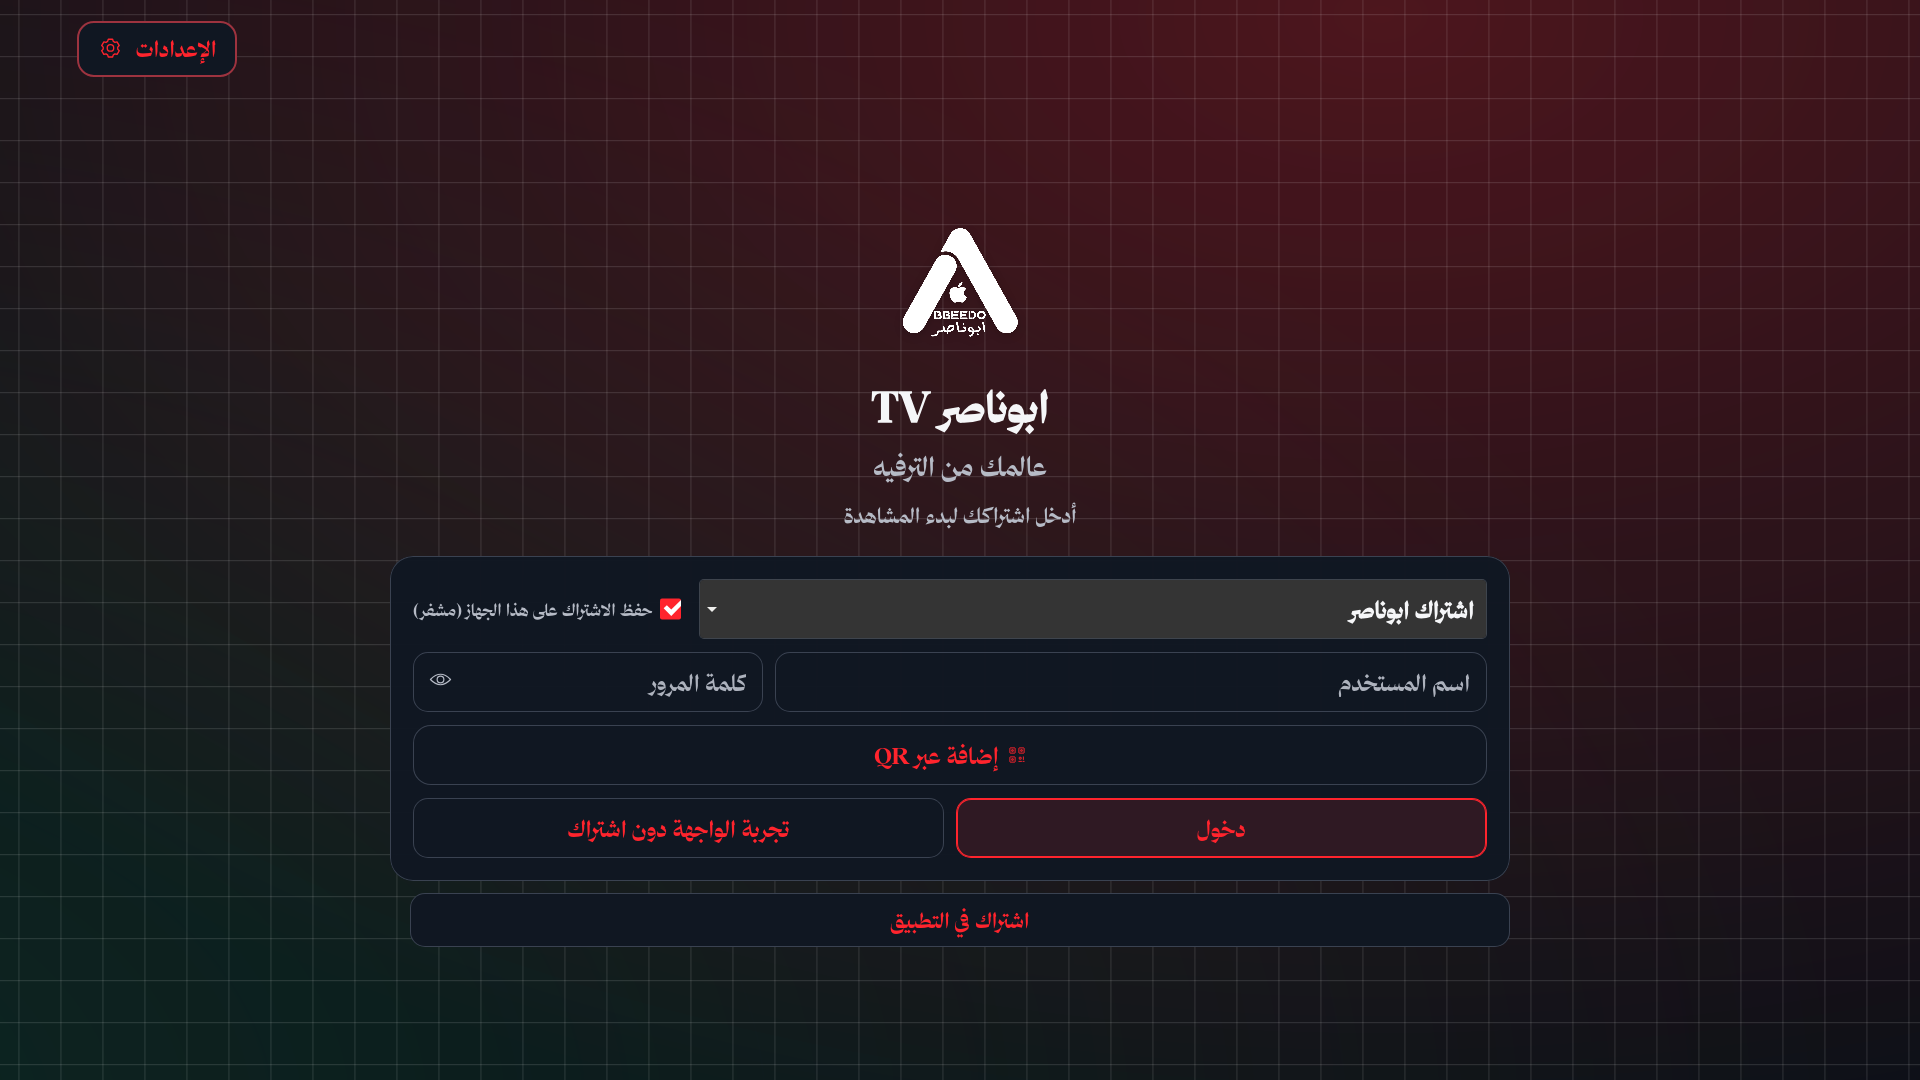 الإعدادات
BBEEDO
ابوناصر
ابوناصر TV
عالمك من الترفيه
أدخل اشتراكك لبدء المشاهدة
اشتراك ابوناصر
حفظ الاشتراك على هذا الجهاز (مشفر)
اسم المستخدم
كلمة المرور
إضافة عبر QR
دخول
تجربة الواجهة دون اشتراك
اشتراك في التطبيق